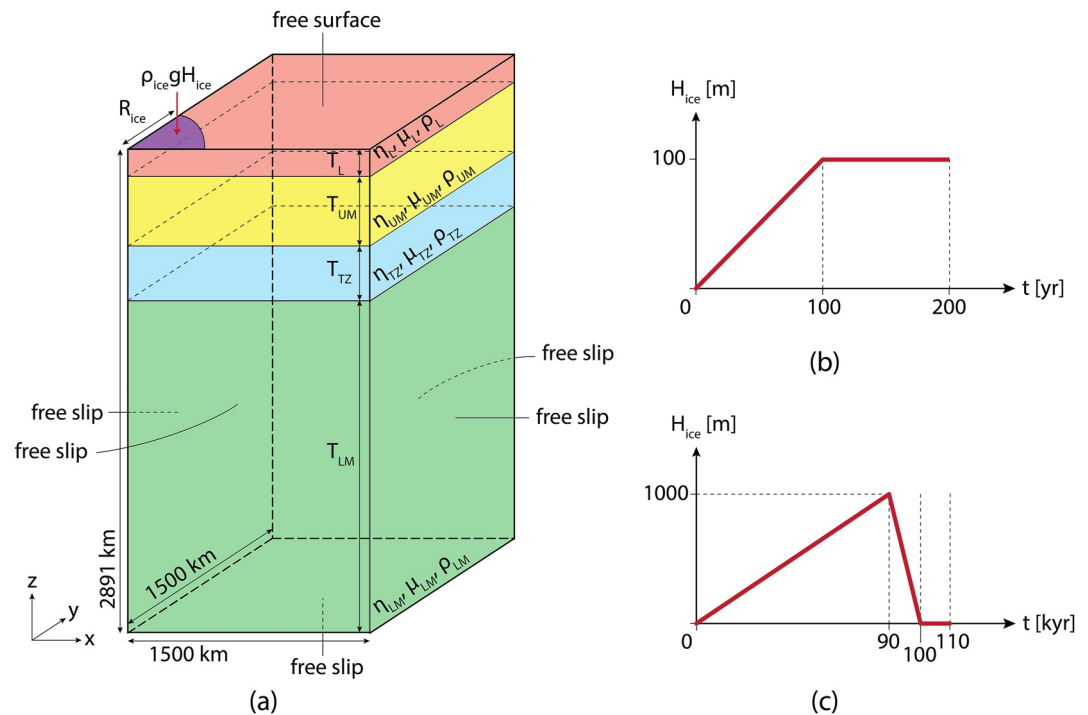 free surface
ρ_ice gH_ice
R_ice
T_L
η_L, μ_L, ρ_L
T_UM
η_UM, μ_UM, ρ_UM
T_TZ
η_TZ, μ_TZ, ρ_TZ
free slip
free slip
free slip
free slip
T_LM
2891 km
1500 km
η_LM, μ_LM, ρ_LM
z
y
x
1500 km
free slip
(a)
H_ice [m]
100
0
100
200
t [yr]
(b)
H_ice [m]
1000
0
90
100
110
t [kyr]
(c)